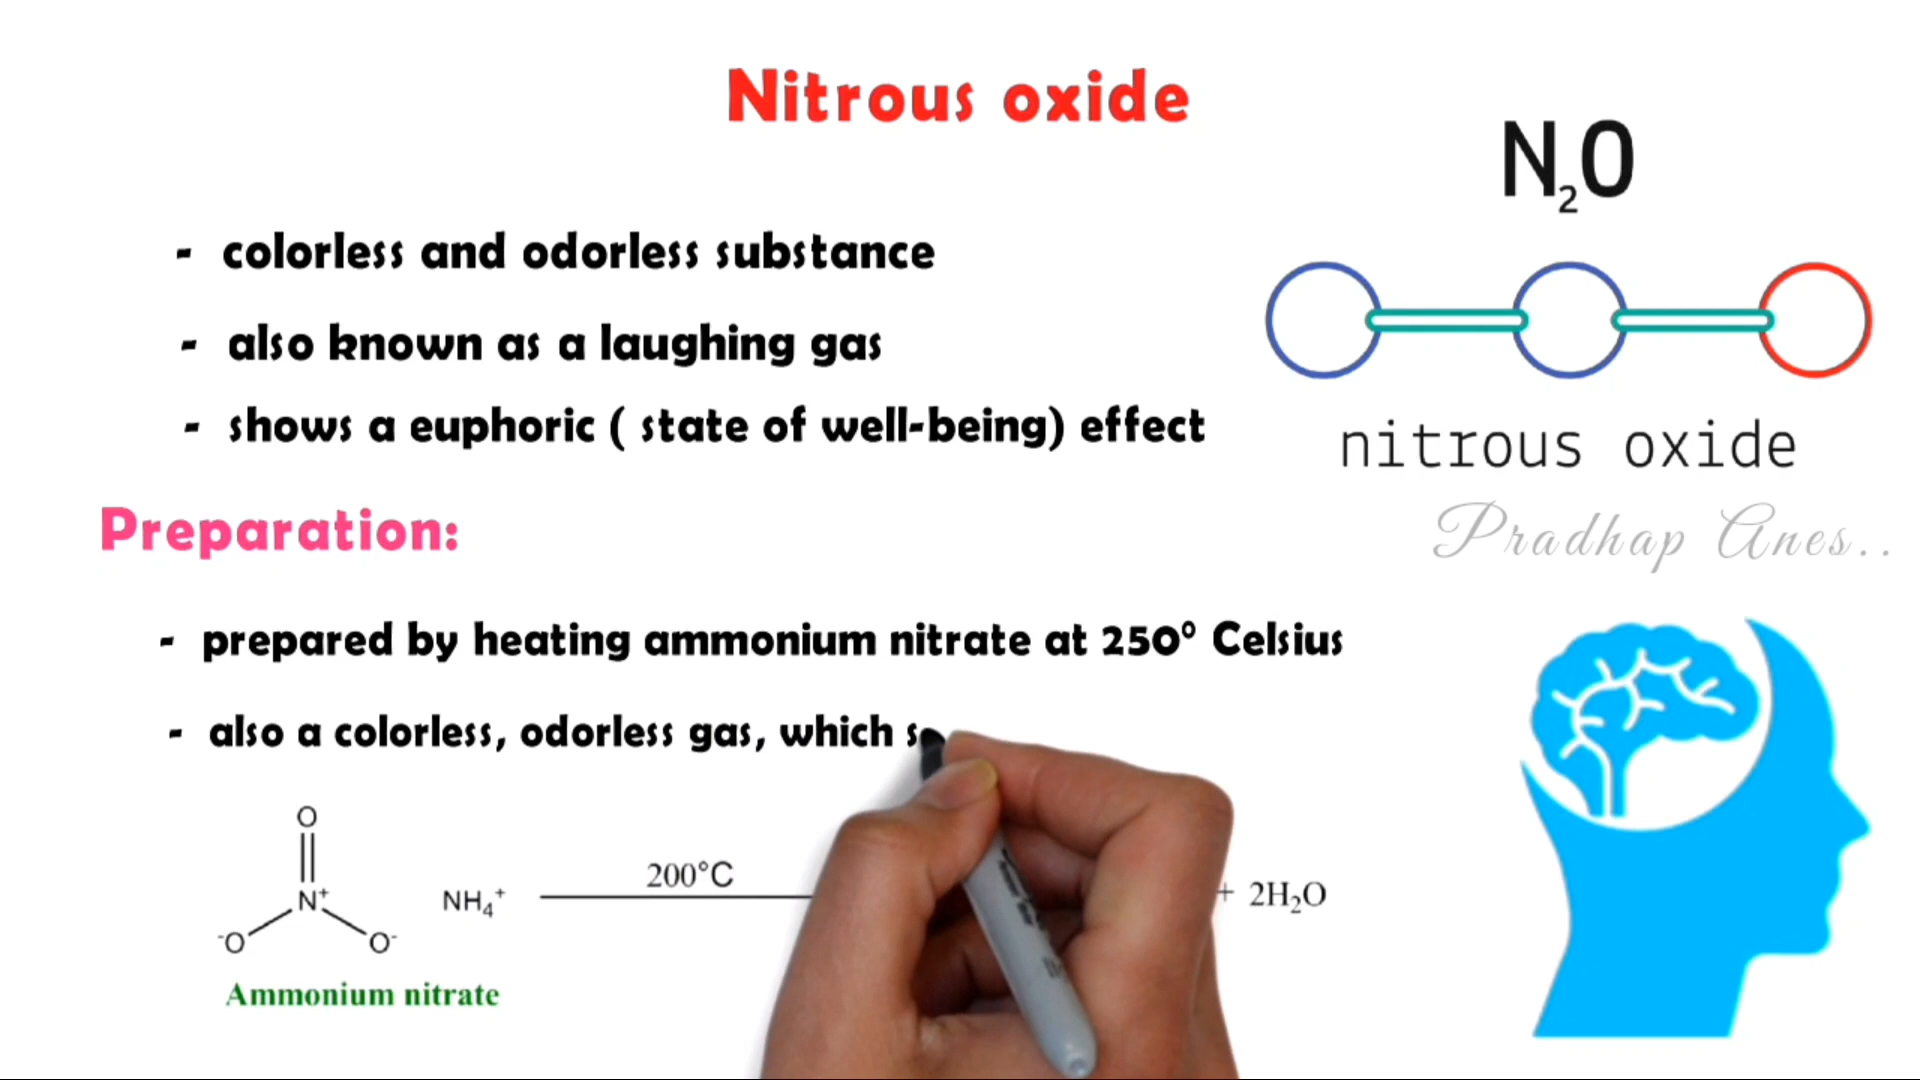 Nitrous oxide
N₂O
- colorless and odorless substance
- also known as a laughing gas
- shows a euphoric ( state of well-being) effect
nitrous oxide
Pradhap Anes..
Preparation:
- prepared by heating ammonium nitrate at 250° Celsius
- also a colorless, odorless gas, which s
O
N⁺
⁻O
O⁻
NH₄⁺
200°C
+ 2H₂O
Ammonium nitrate